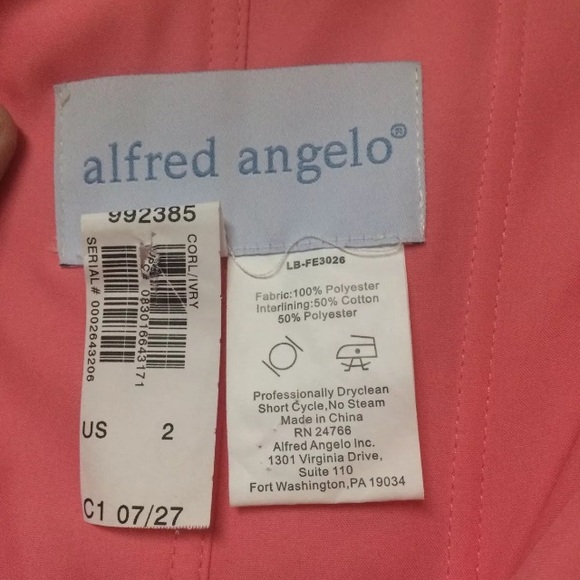 alfred angelo®
992385
CORL/IVRY
083016643171
SERIAL# 0002643206
US 2
C1 07/27
LB-FE3026
Fabric:100% Polyester
Interlining:50% Cotton
50% Polyester
Professionally Dryclean
Short Cycle,No Steam
Made in China
RN 24766
Alfred Angelo Inc.
1301 Virginia Drive,
Suite 110
Fort Washington,PA 19034